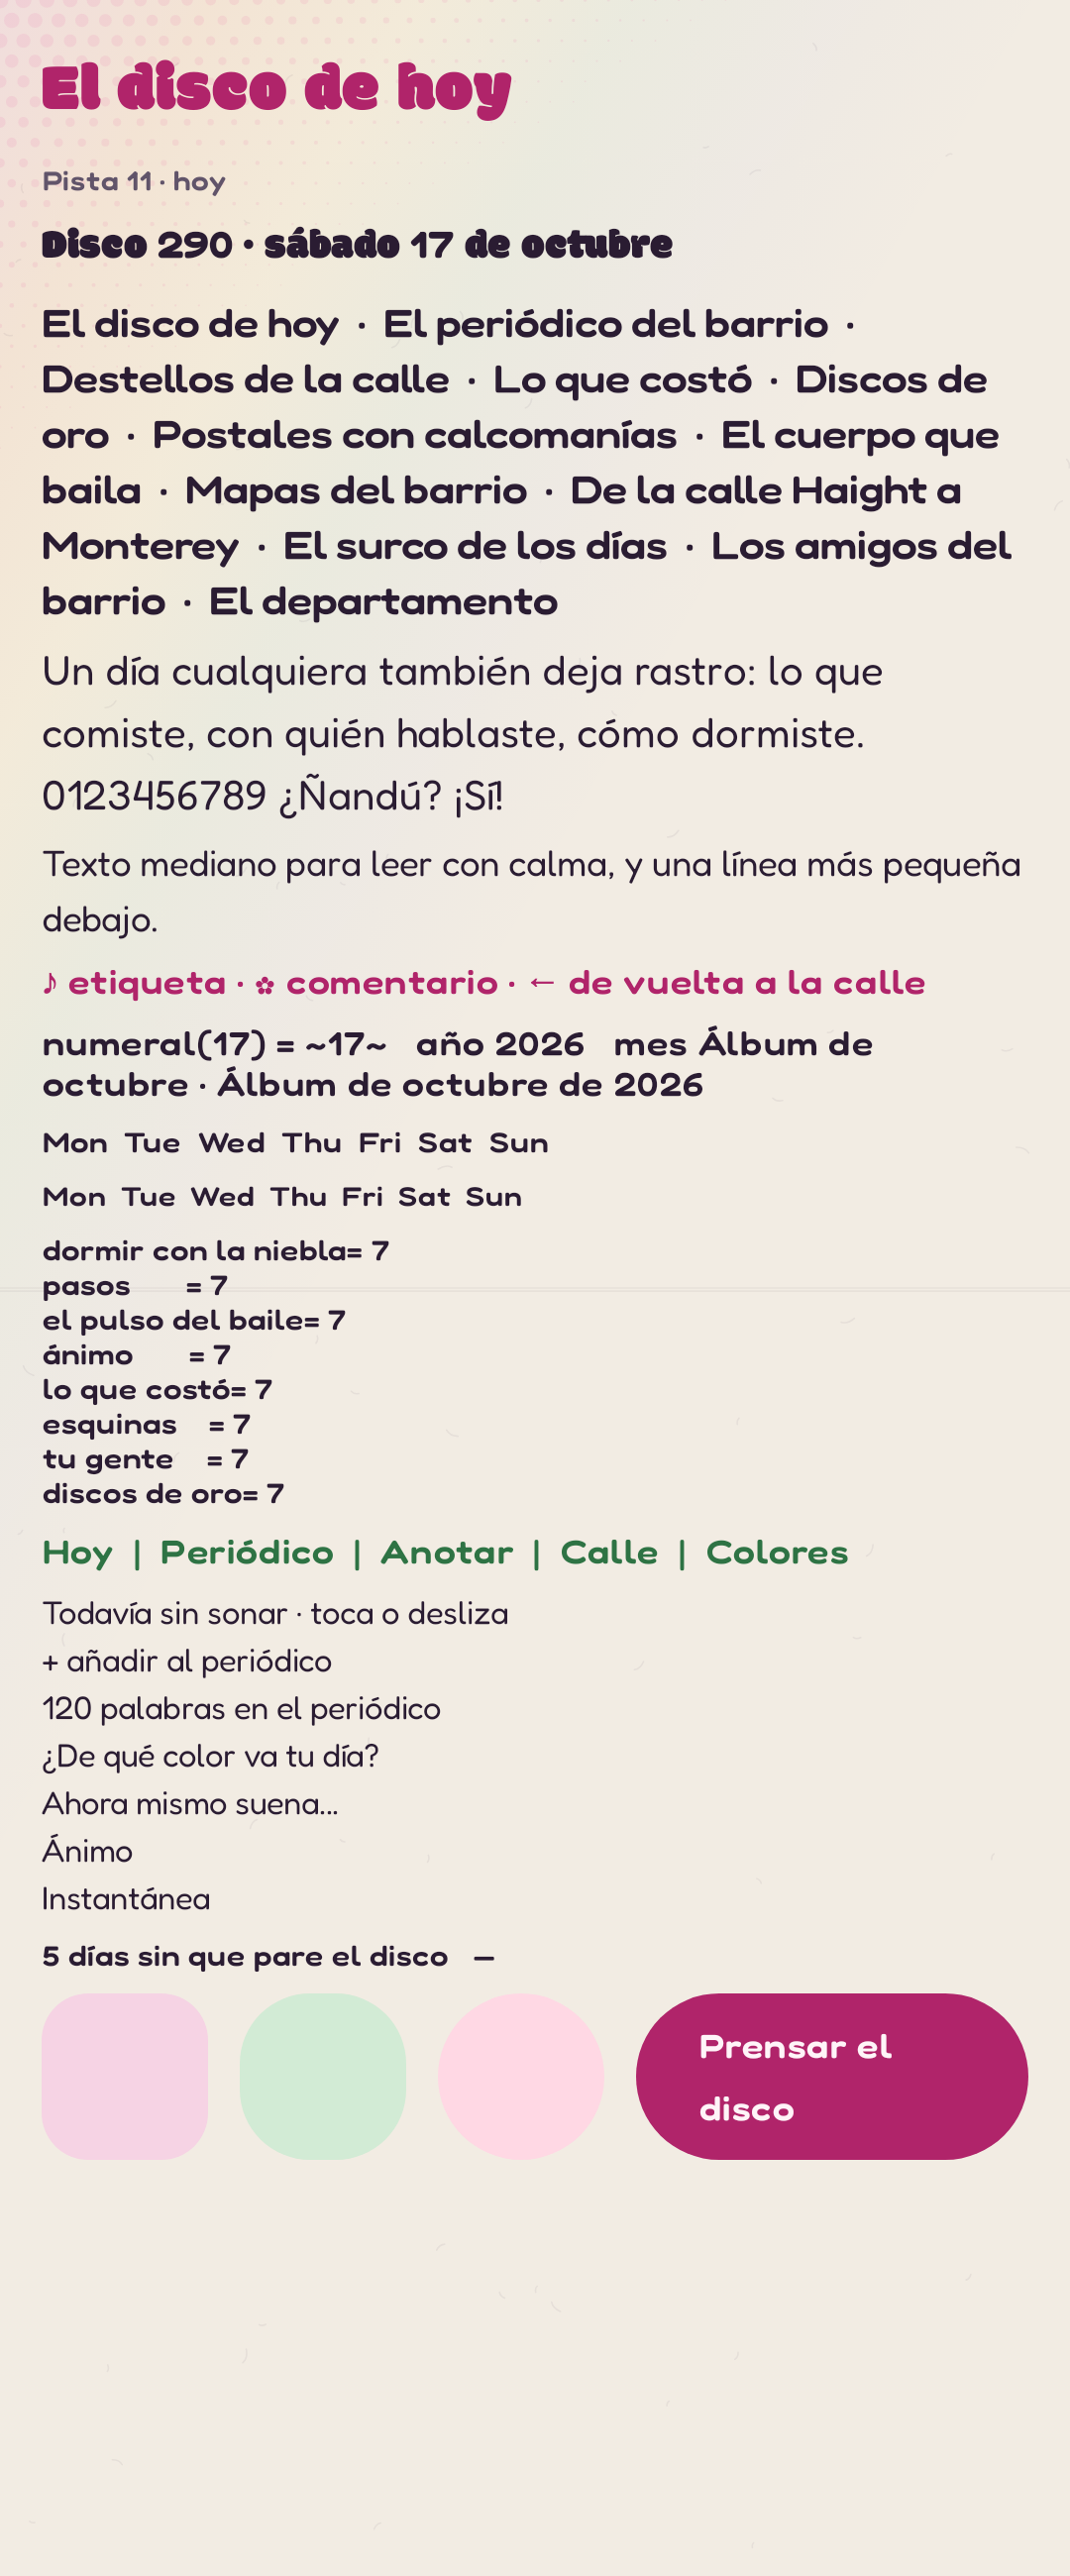 El disco de hoy
Pista 11 · hoy
Disco 290 • sábado 17 de octubre
El disco de hoy · El periódico del barrio ·
Destellos de la calle · Lo que costó · Discos de
oro · Postales con calcomanías · El cuerpo que
baila · Mapas del barrio · De la calle Haight a
Monterey · El surco de los días · Los amigos del
barrio · El departamento
Un día cualquiera también deja rastro: lo que
comiste, con quién hablaste, cómo dormiste.
0123456789 ¿Ñandú? ¡Sí!
Texto mediano para leer con calma, y una línea más pequeña
debajo.
♪ etiqueta · ✿ comentario · ← de vuelta a la calle
numeral(17) = ~17~ año 2026 mes Álbum de
octubre · Álbum de octubre de 2026
Mon Tue Wed Thu Fri Sat Sun
Mon Tue Wed Thu Fri Sat Sun
dormir con la niebla= 7
pasos = 7
el pulso del baile= 7
ánimo = 7
lo que costó= 7
esquinas = 7
tu gente = 7
discos de oro= 7
Hoy | Periódico | Anotar | Calle | Colores
Todavía sin sonar · toca o desliza
+ añadir al periódico
120 palabras en el periódico
¿De qué color va tu día?
Ahora mismo suena...
Ánimo
Instantánea
5 días sin que pare el disco —
Prensar el
disco